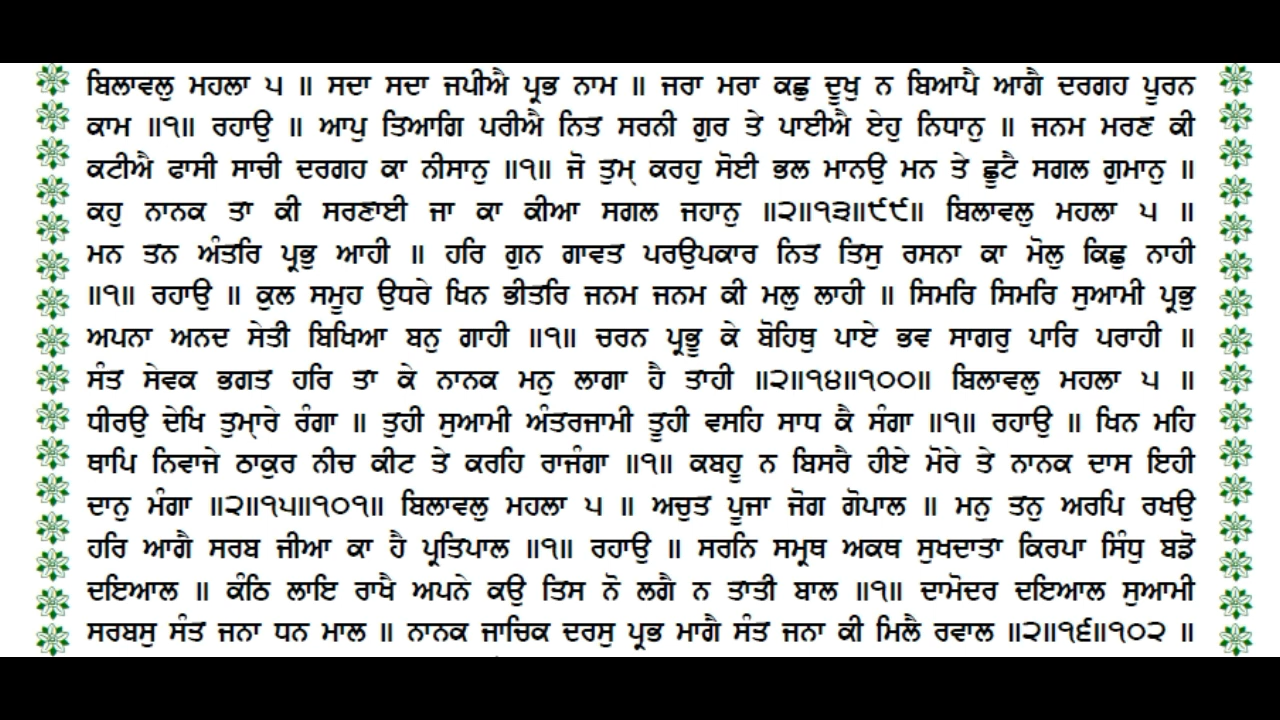 ਬਿਲਾਵਲੁ ਮਹਲਾ ੫ ॥ ਸਦਾ ਸਦਾ ਜਪੀਐ ਪ੍ਰਭ ਨਾਮ ॥ ਜਰਾ ਮਰਾ ਕਛੁ ਦੂਖੁ ਨ ਬਿਆਪੈ ਆਗੈ ਦਰਗਹ ਪੂਰਨ
ਕਾਮ ॥੧॥ ਰਹਾਉ ॥ ਆਪੁ ਤਿਆਗਿ ਪਰੀਐ ਨਿਤ ਸਰਨੀ ਗੁਰ ਤੇ ਪਾਈਐ ਏਹੁ ਨਿਧਾਨੁ ॥ ਜਨਮ ਮਰਣ ਕੀ
ਕਟੀਐ ਫਾਸੀ ਸਾਚੀ ਦਰਗਹ ਕਾ ਨੀਸਾਨੁ ॥੧॥ ਜੋ ਤੁਮ੍ ਕਰਹੁ ਸੋਈ ਭਲ ਮਾਨਉ ਮਨ ਤੇ ਛੂਟੈ ਸਗਲ ਗੁਮਾਨੁ ॥
ਕਹੁ ਨਾਨਕ ਤਾ ਕੀ ਸਰਣਾਈ ਜਾ ਕਾ ਕੀਆ ਸਗਲ ਜਹਾਨੁ ॥੨॥੧੩॥੯੯॥ ਬਿਲਾਵਲੁ ਮਹਲਾ ੫ ॥
ਮਨ ਤਨ ਅੰਤਰਿ ਪ੍ਰਭੁ ਆਹੀ ॥ ਹਰਿ ਗੁਨ ਗਾਵਤ ਪਰਉਪਕਾਰ ਨਿਤ ਤਿਸੁ ਰਸਨਾ ਕਾ ਮੋਲੁ ਕਿਛੁ ਨਾਹੀ
॥੧॥ ਰਹਾਉ ॥ ਕੁਲ ਸਮੂਹ ਉਧਰੇ ਖਿਨ ਭੀਤਰਿ ਜਨਮ ਜਨਮ ਕੀ ਮਲੁ ਲਾਹੀ ॥ ਸਿਮਰਿ ਸਿਮਰਿ ਸੁਆਮੀ ਪ੍ਰਭੁ
ਅਪਨਾ ਅਨਦ ਸੇਤੀ ਬਿਖਿਆ ਬਨੁ ਗਾਹੀ ॥੧॥ ਚਰਨ ਪ੍ਰਭੂ ਕੇ ਬੋਹਿਥੁ ਪਾਏ ਭਵ ਸਾਗਰੁ ਪਾਰਿ ਪਰਾਹੀ ॥
ਸੰਤ ਸੇਵਕ ਭਗਤ ਹਰਿ ਤਾ ਕੇ ਨਾਨਕ ਮਨੁ ਲਾਗਾ ਹੈ ਤਾਹੀ ॥੨॥੧੪॥੧੦੦॥ ਬਿਲਾਵਲੁ ਮਹਲਾ ੫ ॥
ਧੀਰਉ ਦੇਖਿ ਤੁਮ੍ਾਰੇ ਰੰਗਾ ॥ ਤੁਹੀ ਸੁਆਮੀ ਅੰਤਰਜਾਮੀ ਤੂਹੀ ਵਸਹਿ ਸਾਧ ਕੈ ਸੰਗਾ ॥੧॥ ਰਹਾਉ ॥ ਖਿਨ ਮਹਿ
ਥਾਪਿ ਨਿਵਾਜੇ ਠਾਕੁਰ ਨੀਚ ਕੀਟ ਤੇ ਕਰਹਿ ਰਾਜੰਗਾ ॥੧॥ ਕਬਹੂ ਨ ਬਿਸਰੈ ਹੀਏ ਮੋਰੇ ਤੇ ਨਾਨਕ ਦਾਸ ਇਹੀ
ਦਾਨੁ ਮੰਗਾ ॥੨॥੧੫॥੧੦੧॥ ਬਿਲਾਵਲੁ ਮਹਲਾ ੫ ॥ ਅਚੁਤ ਪੂਜਾ ਜੋਗ ਗੋਪਾਲ ॥ ਮਨੁ ਤਨੁ ਅਰਪਿ ਰਖਉ
ਹਰਿ ਆਗੈ ਸਰਬ ਜੀਆ ਕਾ ਹੈ ਪ੍ਰਤਿਪਾਲ ॥੧॥ ਰਹਾਉ ॥ ਸਰਨਿ ਸਮ੍ਰਥ ਅਕਥ ਸੁਖਦਾਤਾ ਕਿਰਪਾ ਸਿੰਧੁ ਬਡੋ
ਦਇਆਲ ॥ ਕੰਠਿ ਲਾਇ ਰਾਖੈ ਅਪਨੇ ਕਉ ਤਿਸ ਨੋ ਲਗੈ ਨ ਤਾਤੀ ਬਾਲ ॥੧॥ ਦਾਮੋਦਰ ਦਇਆਲ ਸੁਆਮੀ
ਸਰਬਸੁ ਸੰਤ ਜਨਾ ਧਨ ਮਾਲ ॥ ਨਾਨਕ ਜਾਚਿਕ ਦਰਸੁ ਪ੍ਰਭ ਮਾਗੈ ਸੰਤ ਜਨਾ ਕੀ ਮਿਲੈ ਰਵਾਲ ॥੨॥੧੬॥੧੦੨ ॥